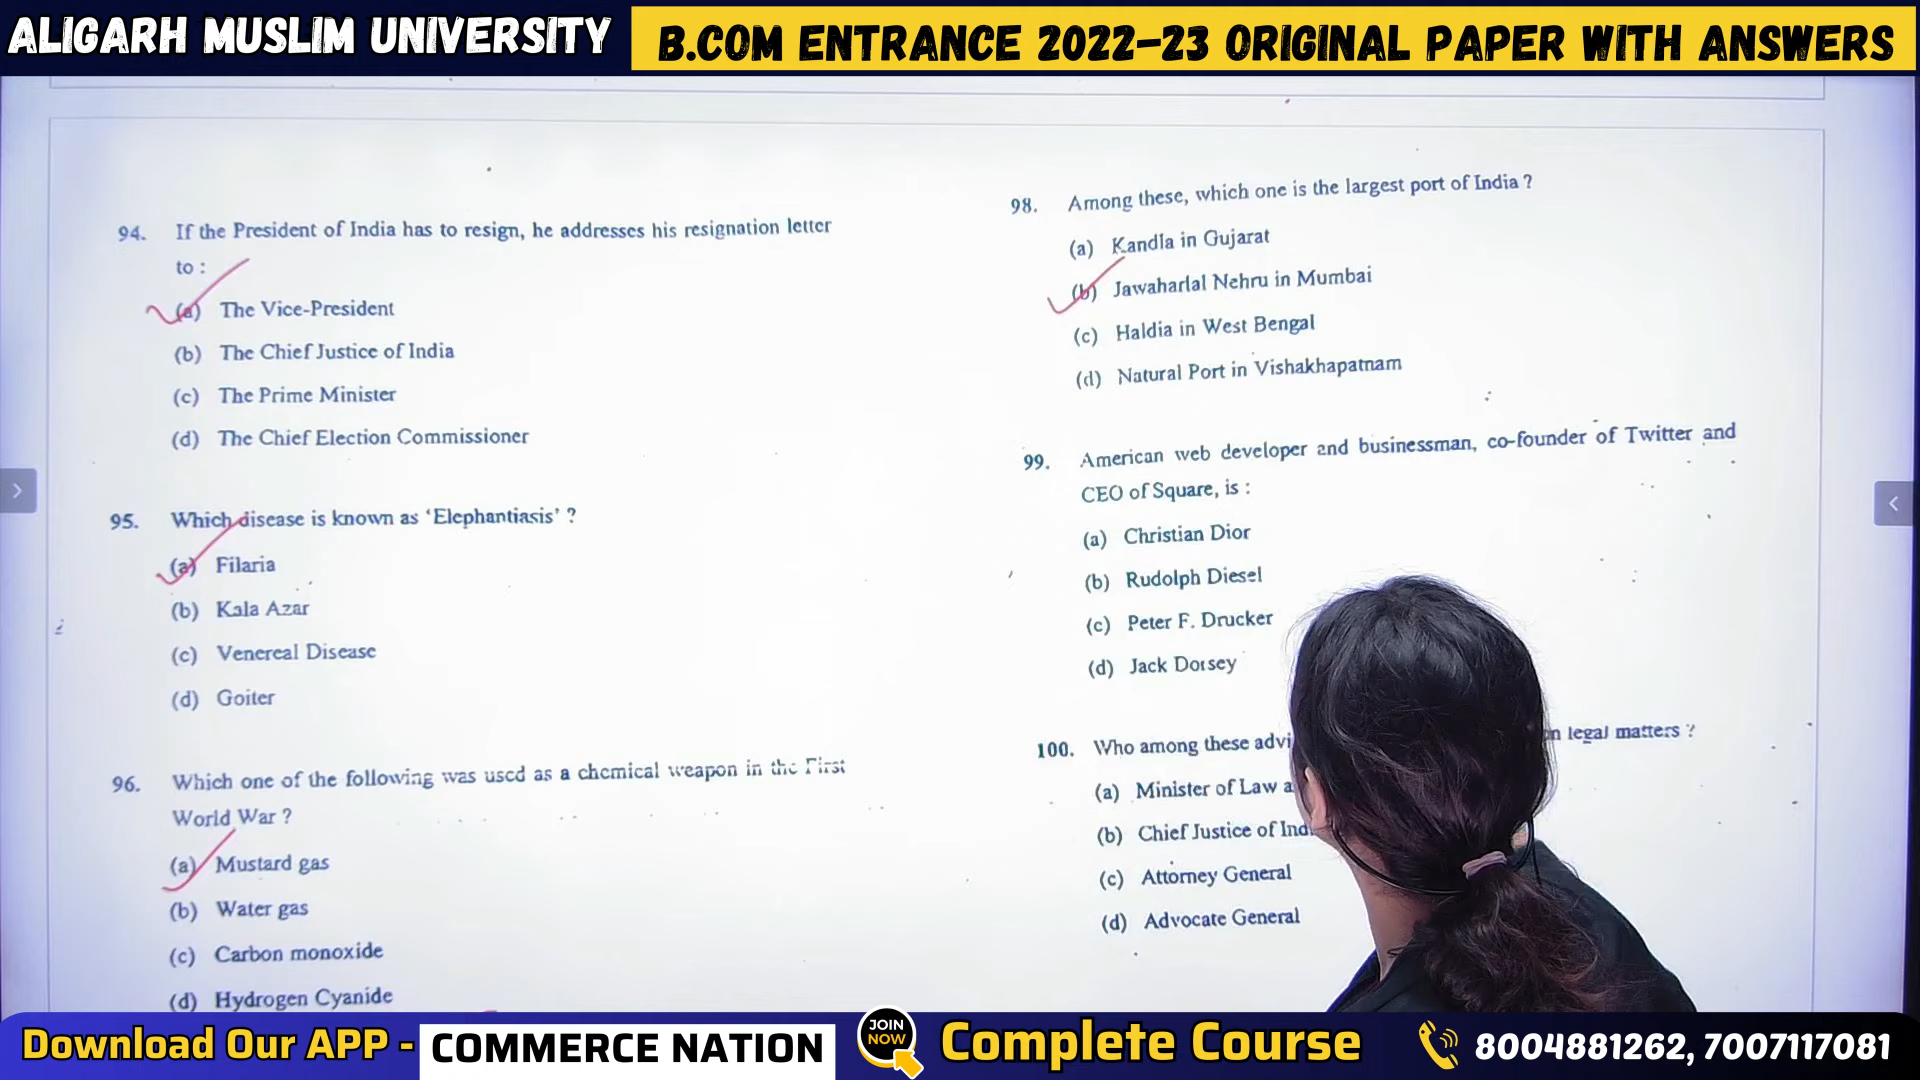 ALIGARH MUSLIM UNIVERSITY
B.COM ENTRANCE 2022–23 ORIGINAL PAPER WITH ANSWERS
94. If the President of India has to resign, he addresses his resignation letter
to :
(a) The Vice-President
(b) The Chief Justice of India
(c) The Prime Minister
(d) The Chief Election Commissioner
95. Which disease is known as ‘Elephantiasis’ ?
(a) Filaria
(b) Kala Azar
(c) Venereal Disease
(d) Goiter
96. Which one of the following was used as a chemical weapon in the First
World War ?
(a) Mustard gas
(b) Water gas
(c) Carbon monoxide
(d) Hydrogen Cyanide
98. Among these, which one is the largest port of India ?
(a) Kandla in Gujarat
(b) Jawaharlal Nehru in Mumbai
(c) Haldia in West Bengal
(d) Natural Port in Vishakhapatnam
99. American web developer and businessman, co-founder of Twitter and
CEO of Square, is :
(a) Christian Dior
(b) Rudolph Diesel
(c) Peter F. Drucker
(d) Jack Dorsey
100. Who among these legal matters ?
(a) Minister of Law
(b) Chief Justice of
(c) Attorney General
(d) Advocate General
Download Our APP - COMMERCE NATION
JOIN
NOW
Complete Course
8004881262, 7007117081